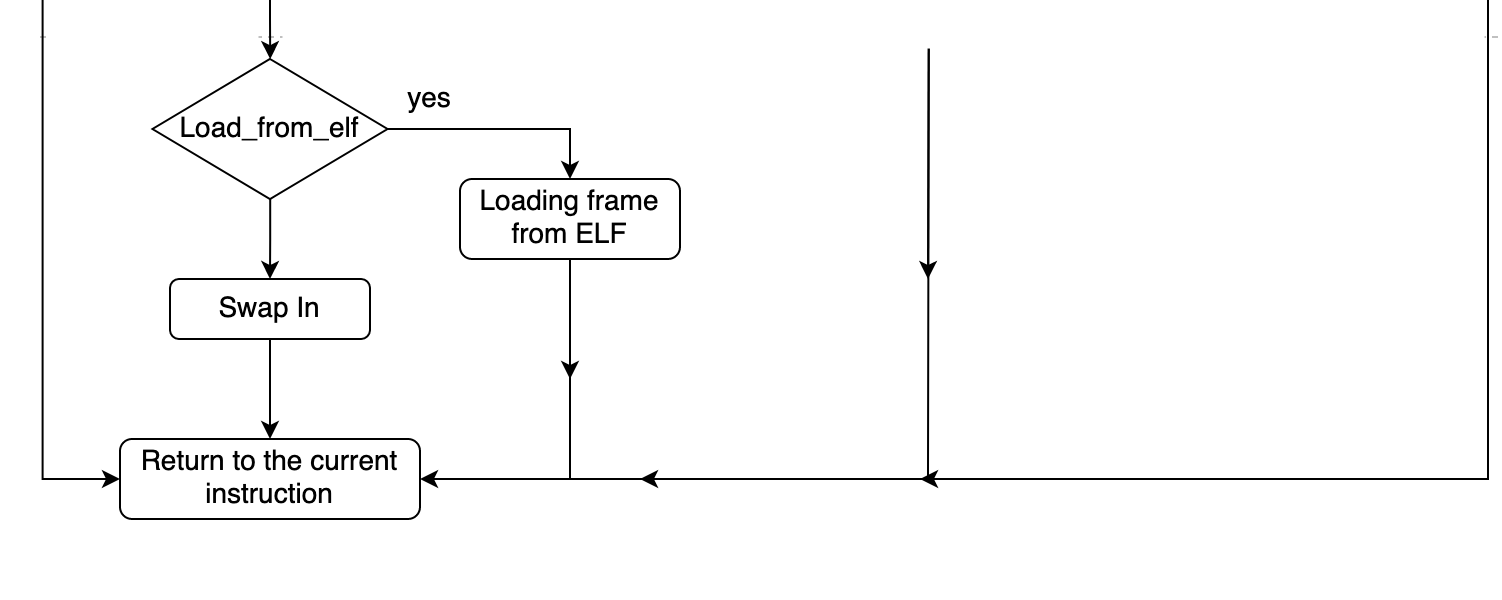 yes
Load_from_elf
Loading frame
from ELF
Swap In
Return to the current
instruction